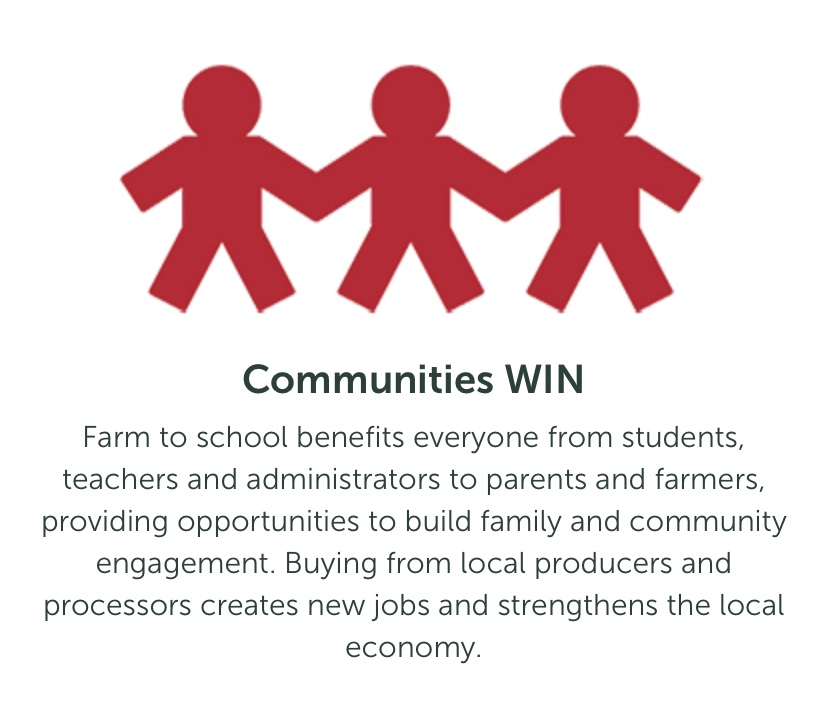 Communities WIN
Farm to school benefits everyone from students,
teachers and administrators to parents and farmers,
providing opportunities to build family and community
engagement. Buying from local producers and
processors creates new jobs and strengthens the local
economy.